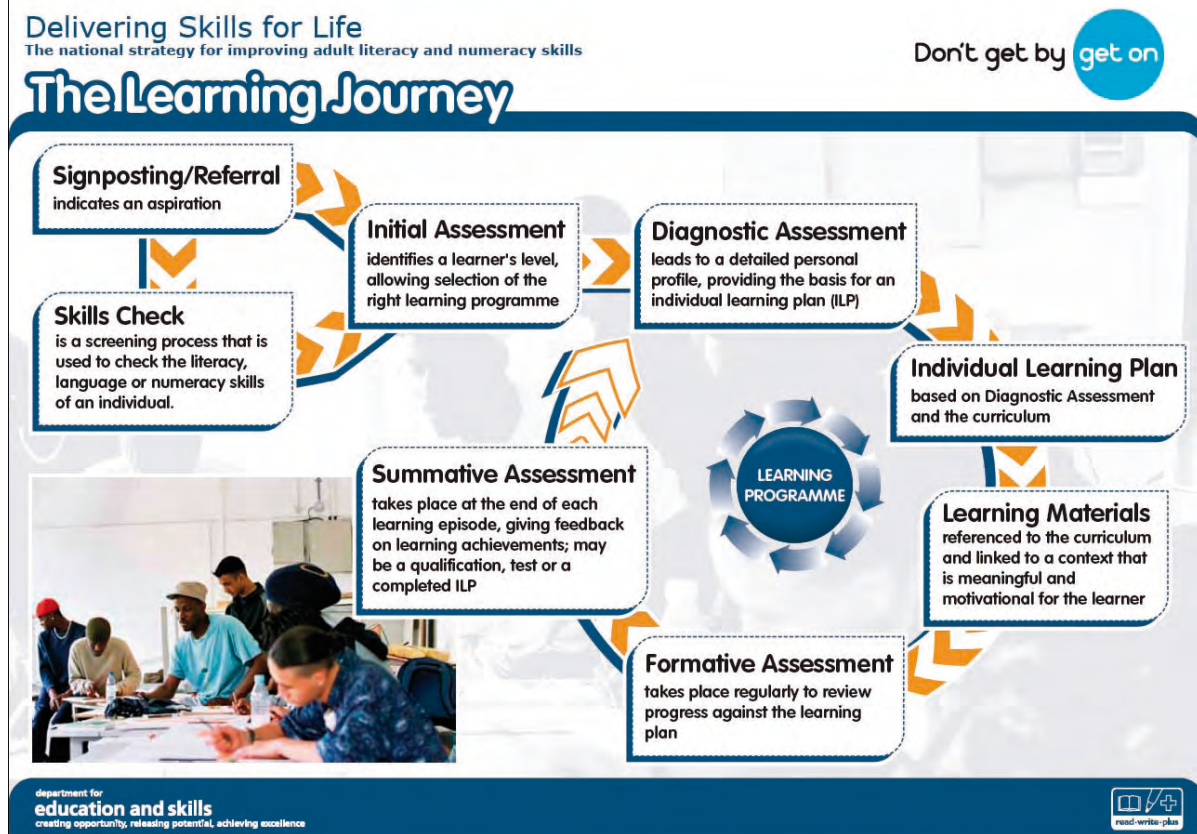 Delivering Skills for Life
The national strategy for improving adult literacy and numeracy skills
Don't get by get on
The Learning Journey
Signposting/Referral
indicates an aspiration
Initial Assessment
identifies a learner's level,
allowing selection of the
right learning programme
Diagnostic Assessment
leads to a detailed personal
profile, providing the basis for an
individual learning plan (ILP)
Skills Check
is a screening process that is
used to check the literacy,
language or numeracy skills
of an individual.
Individual Learning Plan
based on Diagnostic Assessment
and the curriculum
LEARNING
PROGRAMME
Learning Materials
referenced to the curriculum
and linked to a context that
is meaningful and
motivational for the learner
Formative Assessment
takes place regularly to review
progress against the learning
plan
Summative Assessment
takes place at the end of each
learning episode, giving feedback
on learning achievements; may
be a qualification, test or a
completed ILP
department for
education and skills
creating opportunity, releasing potential, achieving excellence
read·write·plus